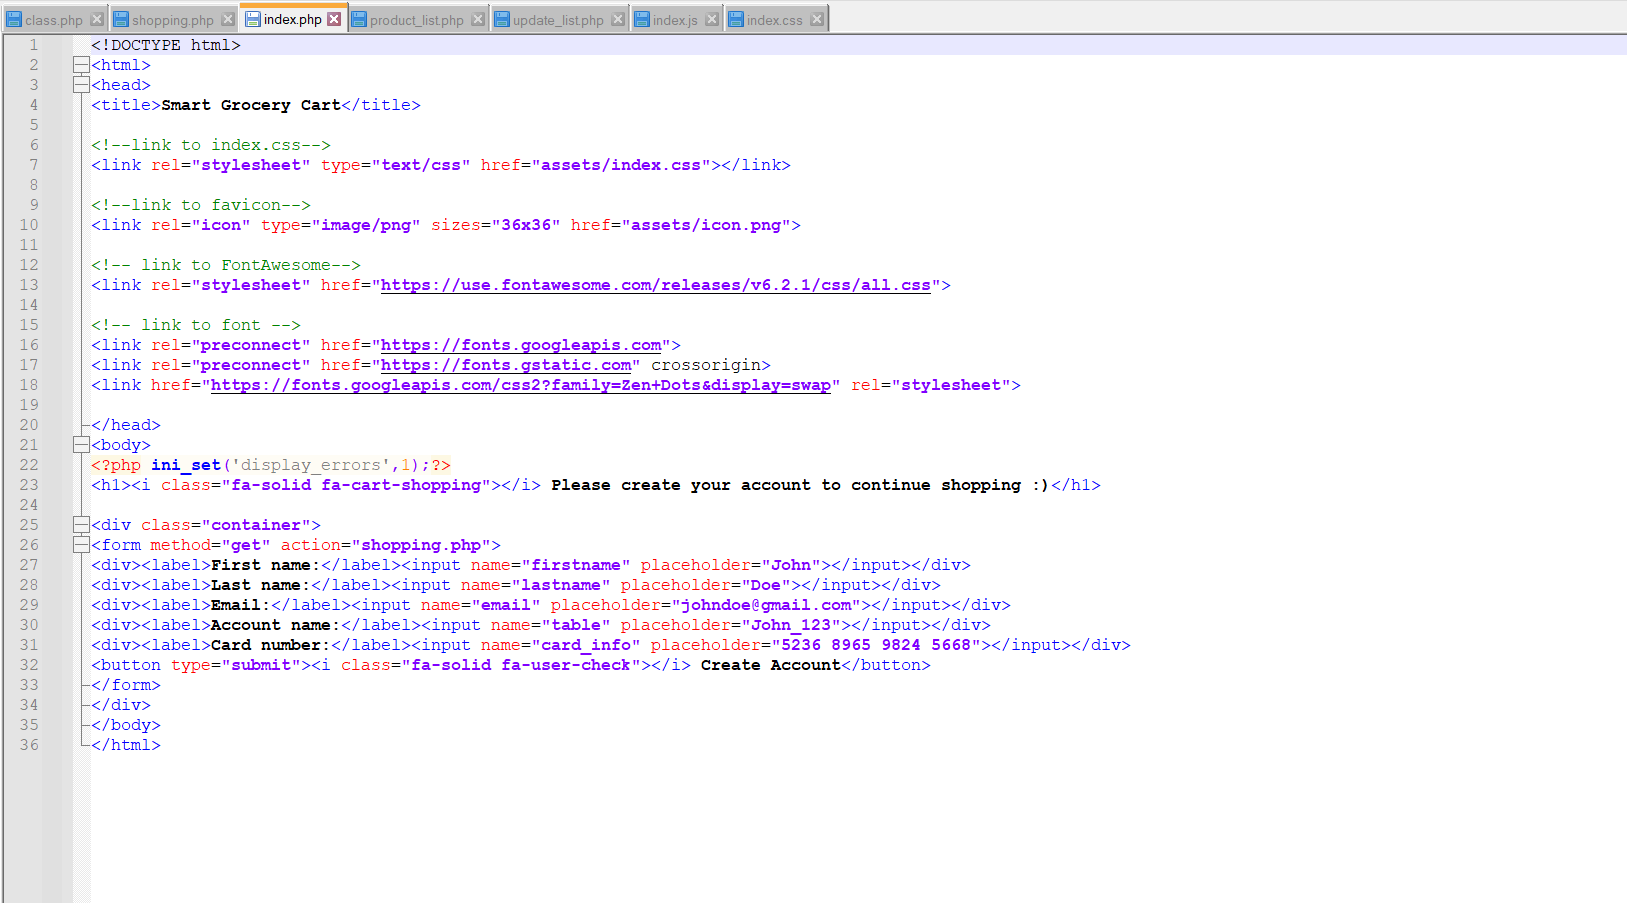 class.php shopping.php index.php product_list.php update_list.php index.js index.css
1 <!DOCTYPE html>
2 <html>
3 <head>
4 <title>Smart Grocery Cart</title>
5
6 <!--link to index.css-->
7 <link rel="stylesheet" type="text/css" href="assets/index.css"></link>
8
9 <!--link to favicon-->
10 <link rel="icon" type="image/png" sizes="36x36" href="assets/icon.png">
11
12 <!-- link to FontAwesome-->
13 <link rel="stylesheet" href="https://use.fontawesome.com/releases/v6.2.1/css/all.css">
14
15 <!-- link to font -->
16 <link rel="preconnect" href="https://fonts.googleapis.com">
17 <link rel="preconnect" href="https://fonts.gstatic.com" crossorigin>
18 <link href="https://fonts.googleapis.com/css2?family=Zen+Dots&display=swap" rel="stylesheet">
19
20 </head>
21 <body>
22 <?php ini_set('display_errors',1);?>
23 <h1><i class="fa-solid fa-cart-shopping"></i> Please create your account to continue shopping :)</h1>
24
25 <div class="container">
26 <form method="get" action="shopping.php">
27 <div><label>First name:</label><input name="firstname" placeholder="John"></input></div>
28 <div><label>Last name:</label><input name="lastname" placeholder="Doe"></input></div>
29 <div><label>Email:</label><input name="email" placeholder="johndoe@gmail.com"></input></div>
30 <div><label>Account name:</label><input name="table" placeholder="John_123"></input></div>
31 <div><label>Card number:</label><input name="card_info" placeholder="5236 8965 9824 5668"></input></div>
32 <button type="submit"><i class="fa-solid fa-user-check"></i> Create Account</button>
33 </form>
34 </div>
35 </body>
36 </html>